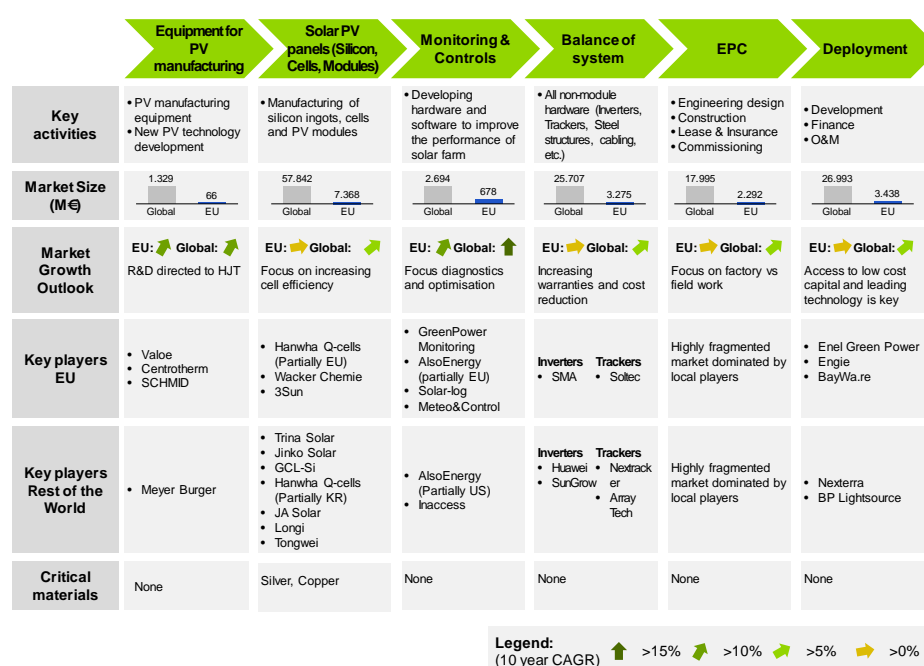 Equipment for
PV
manufacturing
Solar PV
panels (Silicon,
Cells, Modules)
Monitoring &
Controls
Balance of
system
EPC
Deployment
Key
activities
• PV manufacturing
equipment
• New PV technology
development
• Manufacturing of
silicon ingots, cells
and PV modules
• Developing
hardware and
software to improve
the performance of
solar farm
• All non-module
hardware (Inverters,
Trackers, Steel
structures, cabling,
etc.)
• Engineering design
• Construction
• Lease & Insurance
• Commissioning
• Development
• Finance
• O&M
Market Size
(M€)
1.329
66
Global
EU
57.842
7.368
Global
EU
2.694
678
Global
EU
25.707
3.275
Global
EU
17.995
2.292
Global
EU
26.993
3.438
Global
EU
Market
Growth
Outlook
EU: Global:
R&D directed to HJT
EU: Global:
Focus on increasing
cell efficiency
EU: Global:
Focus diagnostics
and optimisation
EU: Global:
Increasing
warranties and cost
reduction
EU: Global:
Focus on factory vs
field work
EU: Global:
Access to low cost
capital and leading
technology is key
Key players
EU
• Valoe
• Centrotherm
• SCHMID
• Hanwha Q-cells
(Partially EU)
• Wacker Chemie
• 3Sun
• GreenPower
Monitoring
• AlsoEnergy
(partially EU)
• Solar-log
• Meteo&Control
Inverters Trackers
• SMA • Soltec
Highly fragmented
market dominated by
local players
• Enel Green Power
• Engie
• BayWa.re
Key players
Rest of the
World
• Meyer Burger
• Trina Solar
• Jinko Solar
• GCL-Si
• Hanwha Q-cells
(Partially KR)
• JA Solar
• Longi
• Tongwei
• AlsoEnergy
(Partially US)
• Inaccess
Inverters Trackers
• Huawei • Nextrack
• SunGrow er
• Array
Tech
Highly fragmented
market dominated by
local players
• Nexterra
• BP Lightsource
Critical
materials
None
Silver, Copper
None
None
None
None
Legend:
(10 year CAGR)
>15% >10% >5% >0%